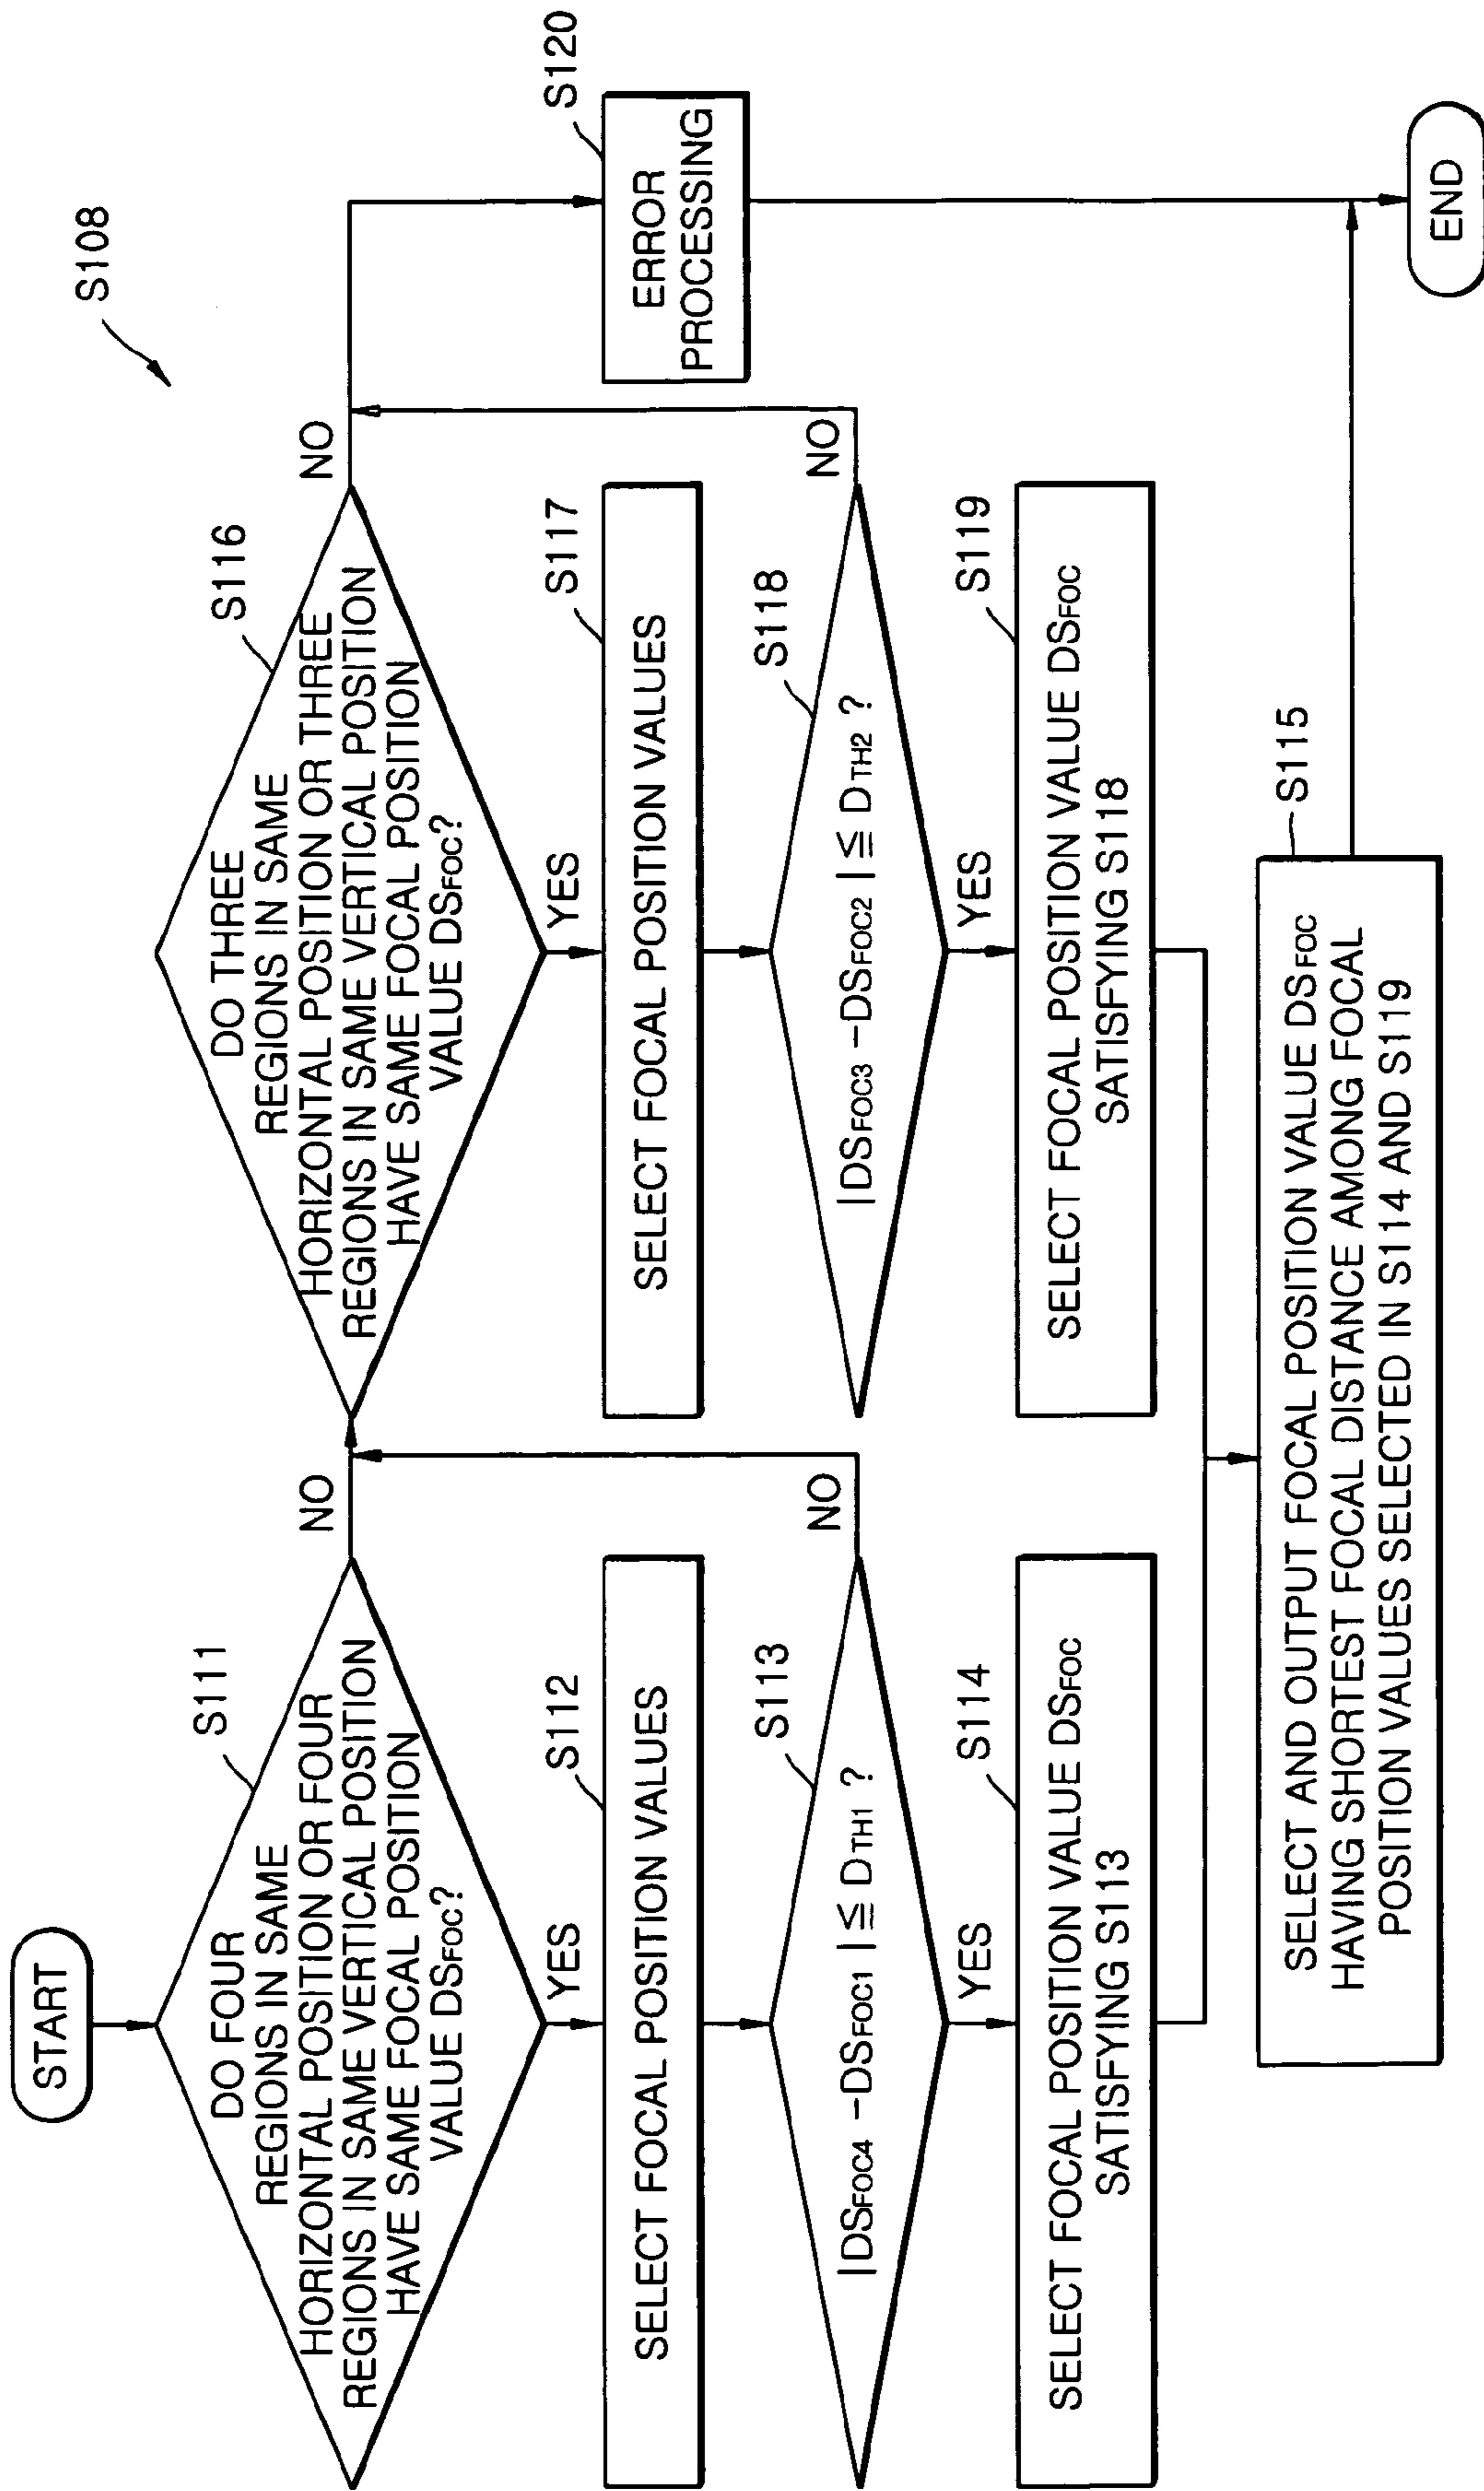 S108
START
S111
DO FOUR
REGIONS IN SAME
HORIZONTAL POSITION OR FOUR
REGIONS IN SAME VERTICAL POSITION
HAVE SAME FOCAL POSITION
VALUE DSFOC?
NO
YES
S112
SELECT FOCAL POSITION VALUES
S113
|DSFOC4 -DSFOC1| ≦ DTH1 ?
NO
YES
S114
SELECT FOCAL POSITION VALUE DSFOC
SATISFYING S113
S116
DO THREE
REGIONS IN SAME
HORIZONTAL POSITION OR THREE
REGIONS IN SAME VERTICAL POSITION
HAVE SAME FOCAL POSITION
VALUE DSFOC?
NO
YES
S117
SELECT FOCAL POSITION VALUES
S118
|DSFOC3 -DSFOC2| ≦ DTH2 ?
NO
YES
S119
SELECT FOCAL POSITION VALUE DSFOC
SATISFYING S118
S120
ERROR
PROCESSING
S115
SELECT AND OUTPUT FOCAL POSITION VALUE DSFOC
HAVING SHORTEST FOCAL DISTANCE AMONG FOCAL
POSITION VALUES SELECTED IN S114 AND S119
END